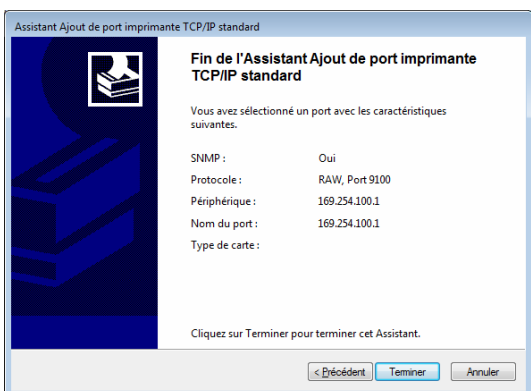 Assistant Ajout de port imprimante TCP/IP standard
Fin de l'Assistant Ajout de port imprimante
TCP/IP standard
Vous avez sélectionné un port avec les caractéristiques
suivantes.
SNMP : Oui
Protocole : RAW, Port 9100
Périphérique : 169.254.100.1
Nom du port : 169.254.100.1
Type de carte :
Cliquez sur Terminer pour terminer cet Assistant.
< Précédent Terminer Annuler